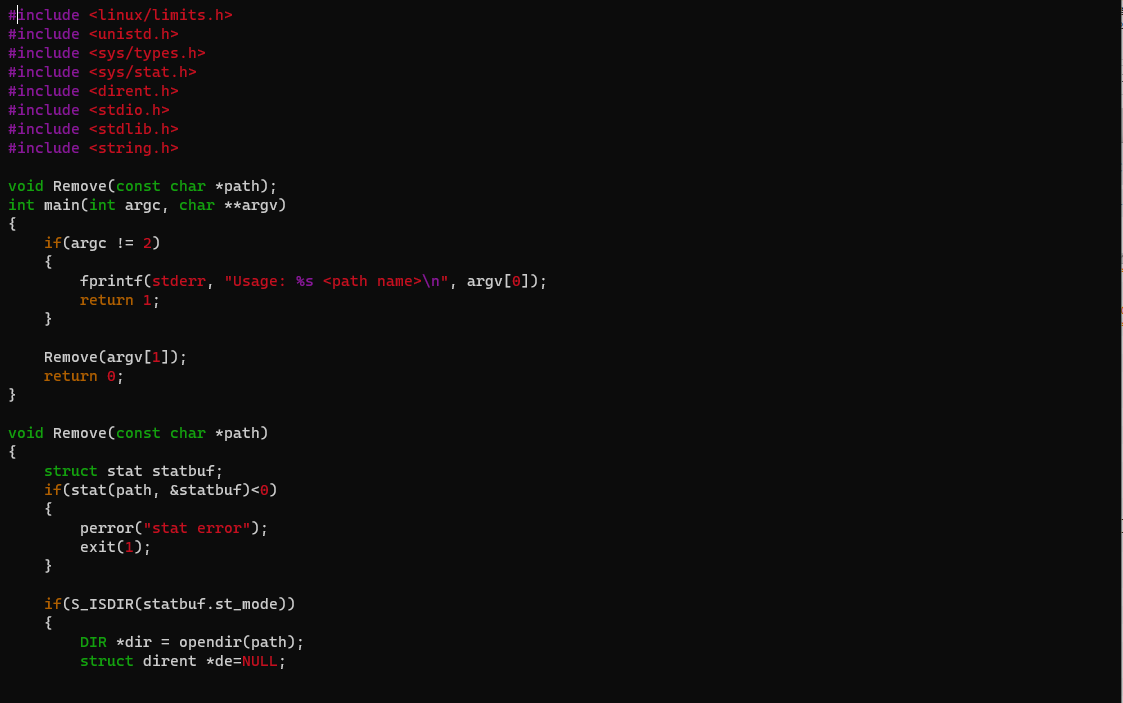 #include <linux/limits.h>
#include <unistd.h>
#include <sys/types.h>
#include <sys/stat.h>
#include <dirent.h>
#include <stdio.h>
#include <stdlib.h>
#include <string.h>

void Remove(const char *path);
int main(int argc, char **argv)
{
    if(argc != 2)
    {
        fprintf(stderr, "Usage: %s <path name>\n", argv[0]);
        return 1;
    }

    Remove(argv[1]);
    return 0;
}

void Remove(const char *path)
{
    struct stat statbuf;
    if(stat(path, &statbuf)<0)
    {
        perror("stat error");
        exit(1);
    }

    if(S_ISDIR(statbuf.st_mode))
    {
        DIR *dir = opendir(path);
        struct dirent *de=NULL;